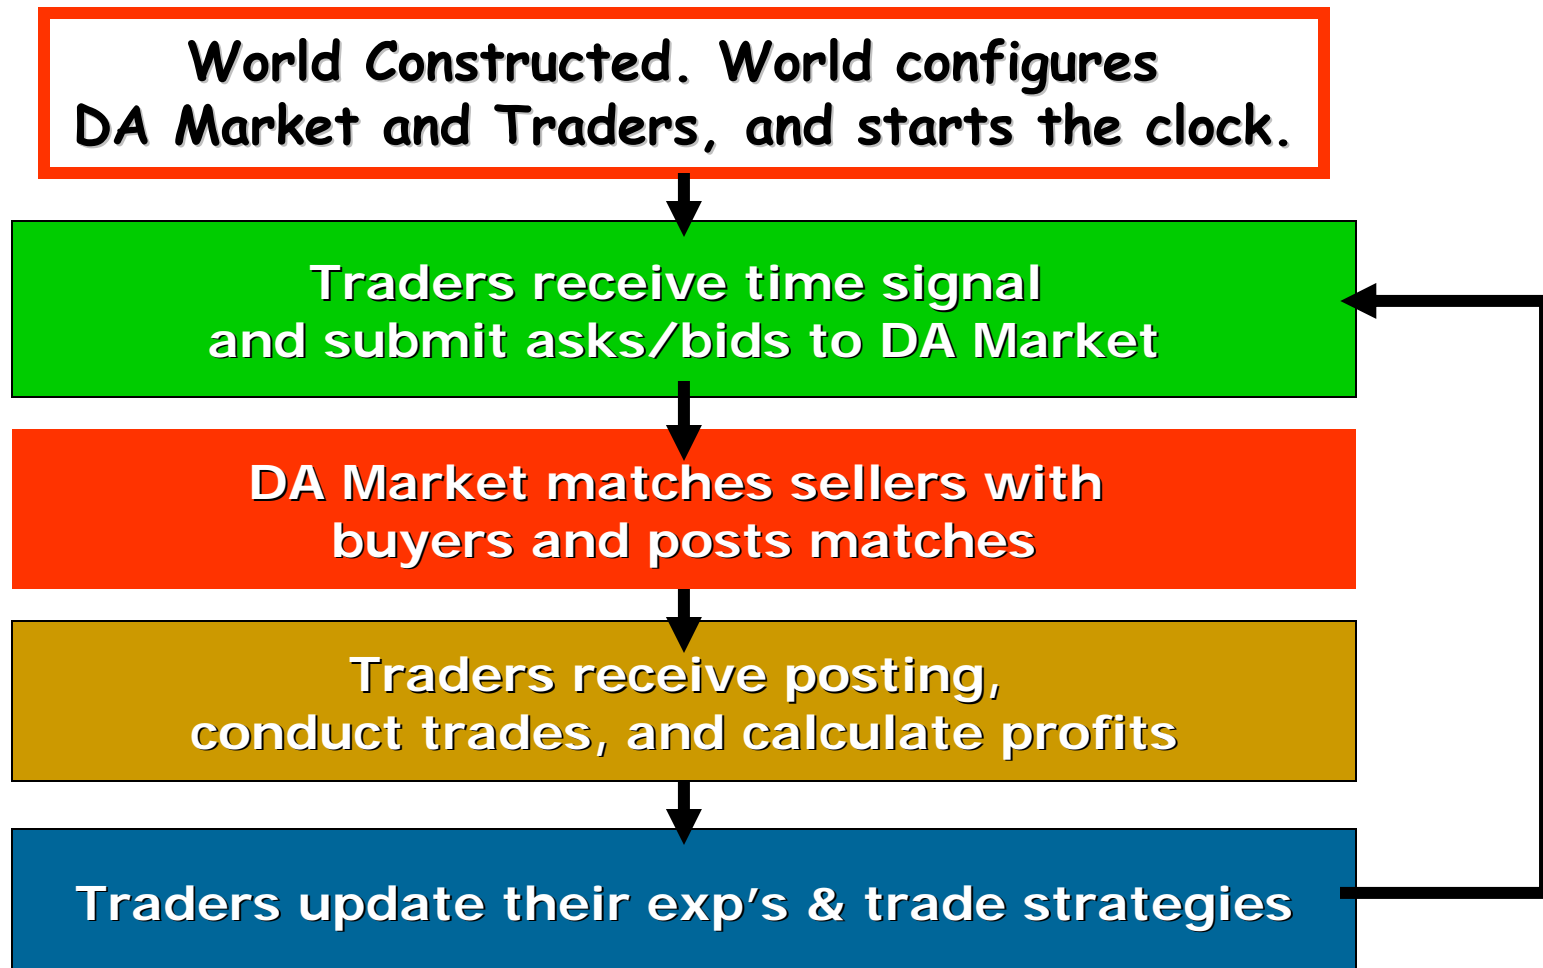 World Constructed. World configures
DA Market and Traders, and starts the clock.
Traders receive time signal
and submit asks/bids to DA Market
DA Market matches sellers with
buyers and posts matches
Traders receive posting,
conduct trades, and calculate profits
Traders update their exp’s & trade strategies